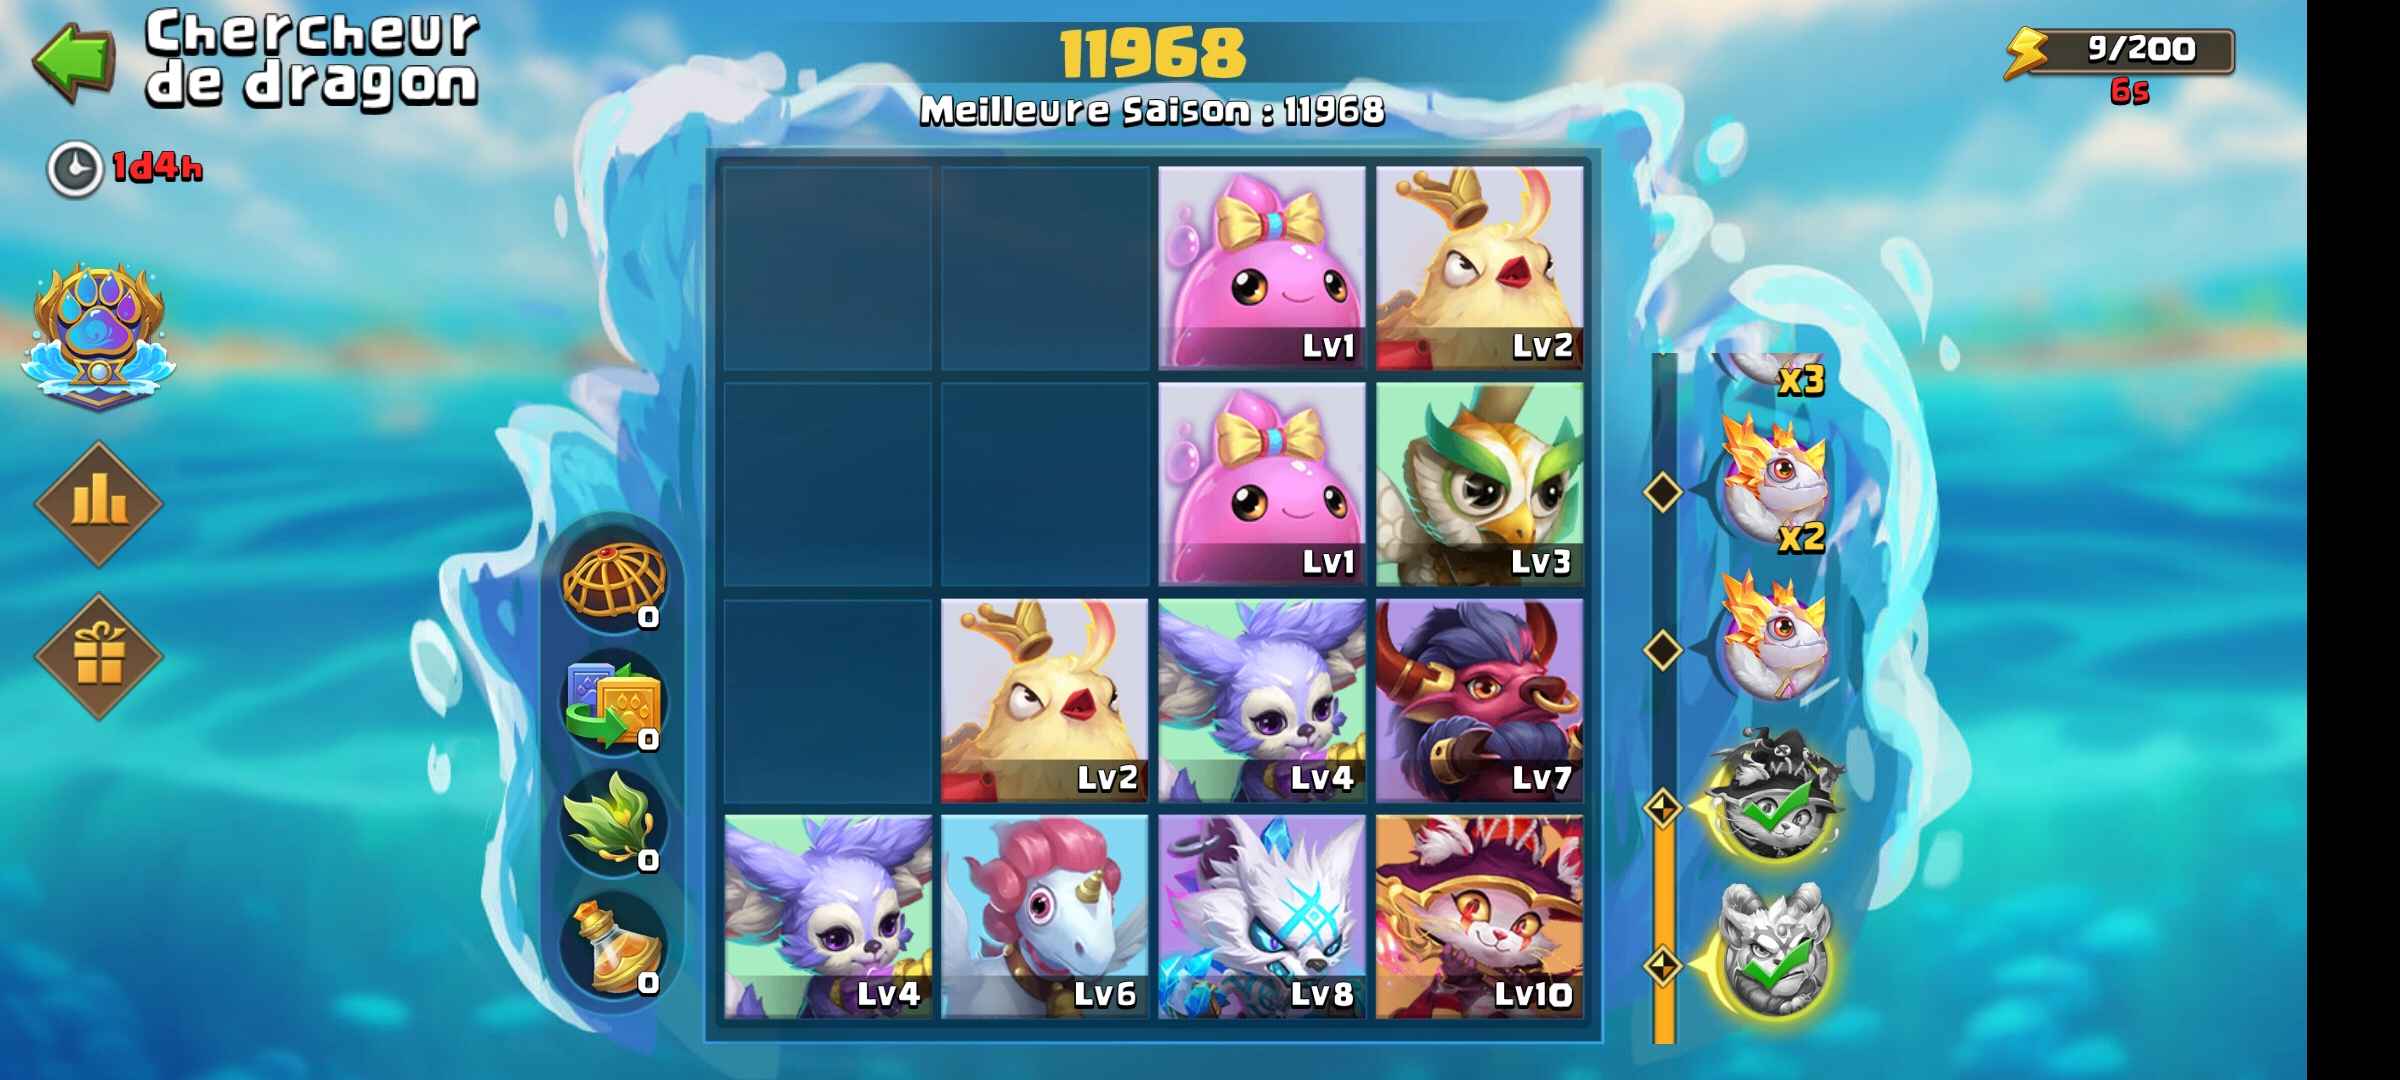 Chercheur
de dragon
1d4h
11968
Meilleure Saison : 11968
9/200
6s
Lv1
Lv2
Lv1
Lv3
Lv2
Lv4
Lv7
Lv4
Lv6
Lv8
Lv10
0
0
0
0
x3
x2